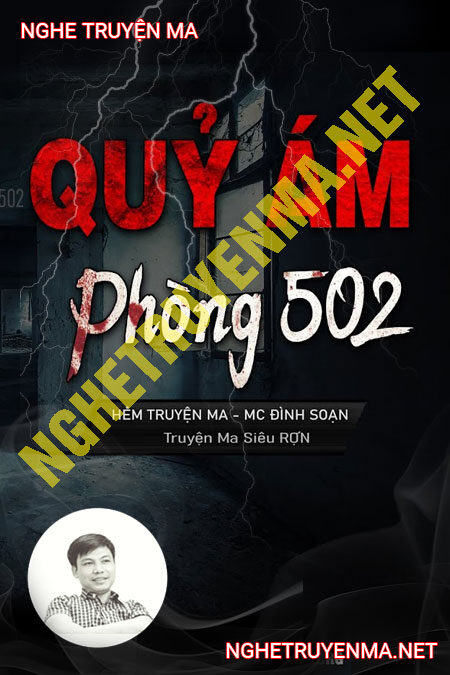 NGHE TRUYỆN MA
502
QUỶ ÁM
Phòng 502
NGHETRUYENMA.NET
HẺM TRUYỆN MA - MC ĐÌNH SOẠN
Truyện Ma Siêu RỢN
NGHETRUYENMA.NET